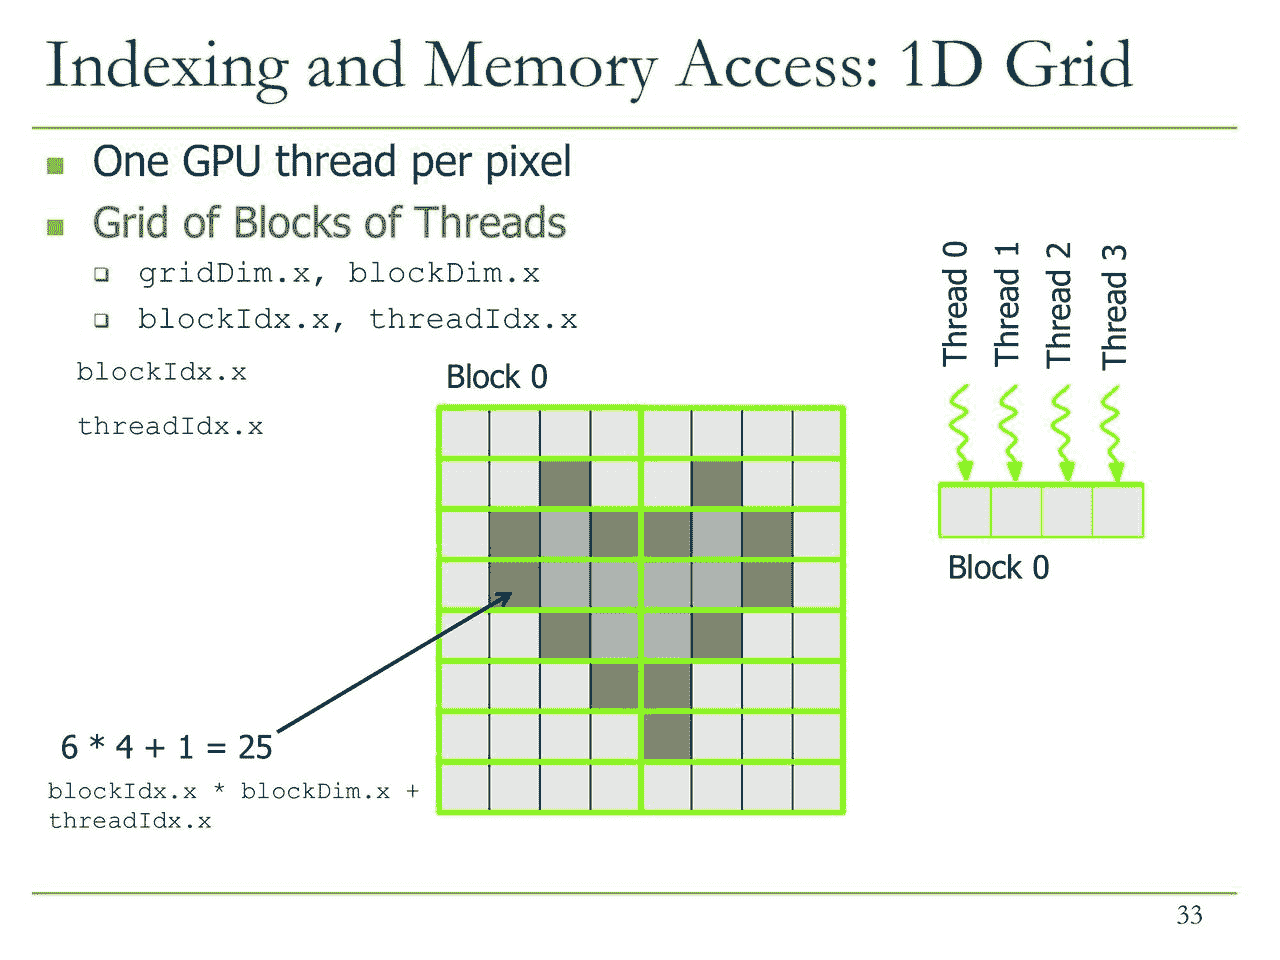 Indexing and Memory Access: 1D Grid
One GPU thread per pixel
Grid of Blocks of Threads
gridDim.x, blockDim.x
blockIdx.x, threadIdx.x
blockIdx.x
threadIdx.x
Block 0
Thread 0
Thread 1
Thread 2
Thread 3
Block 0
6 * 4 + 1 = 25
blockIdx.x * blockDim.x +
threadIdx.x
33